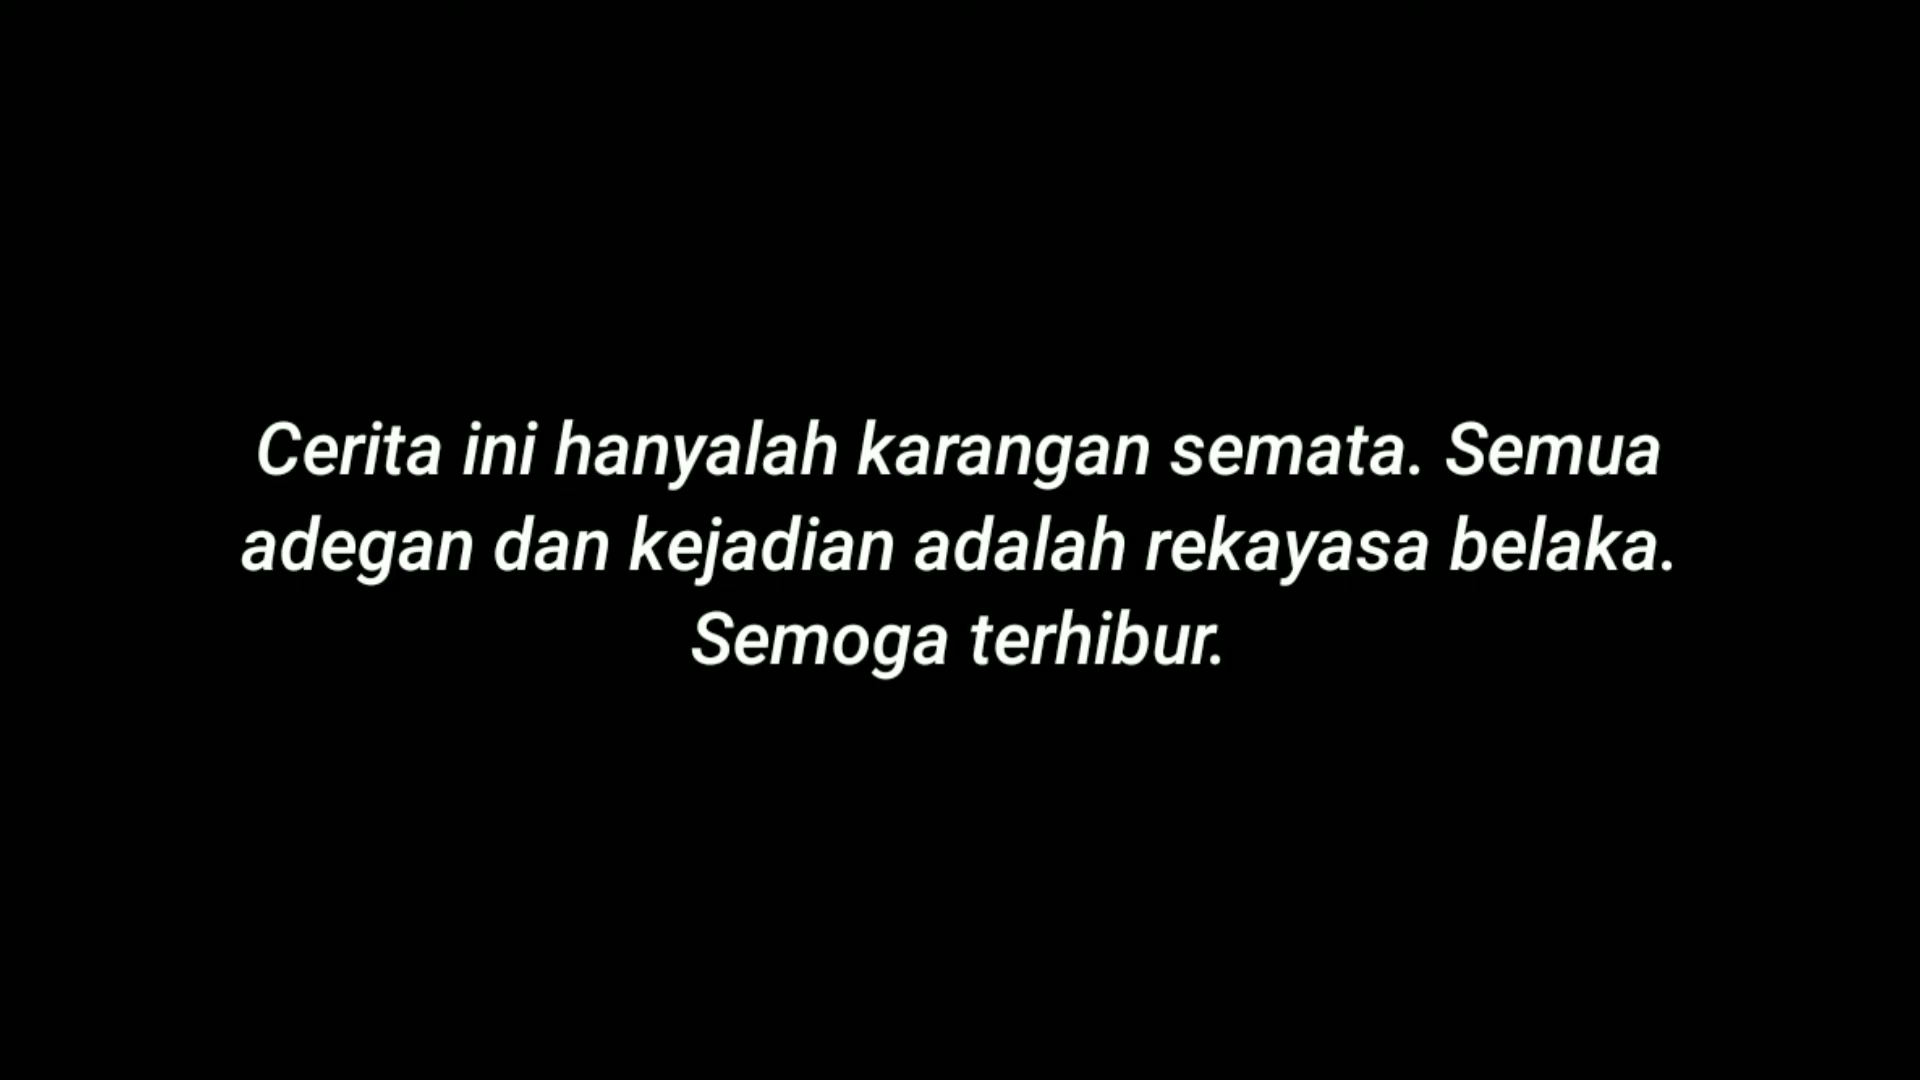 Cerita ini hanyalah karangan semata. Semua
adegan dan kejadian adalah rekayasa belaka.
Semoga terhibur.